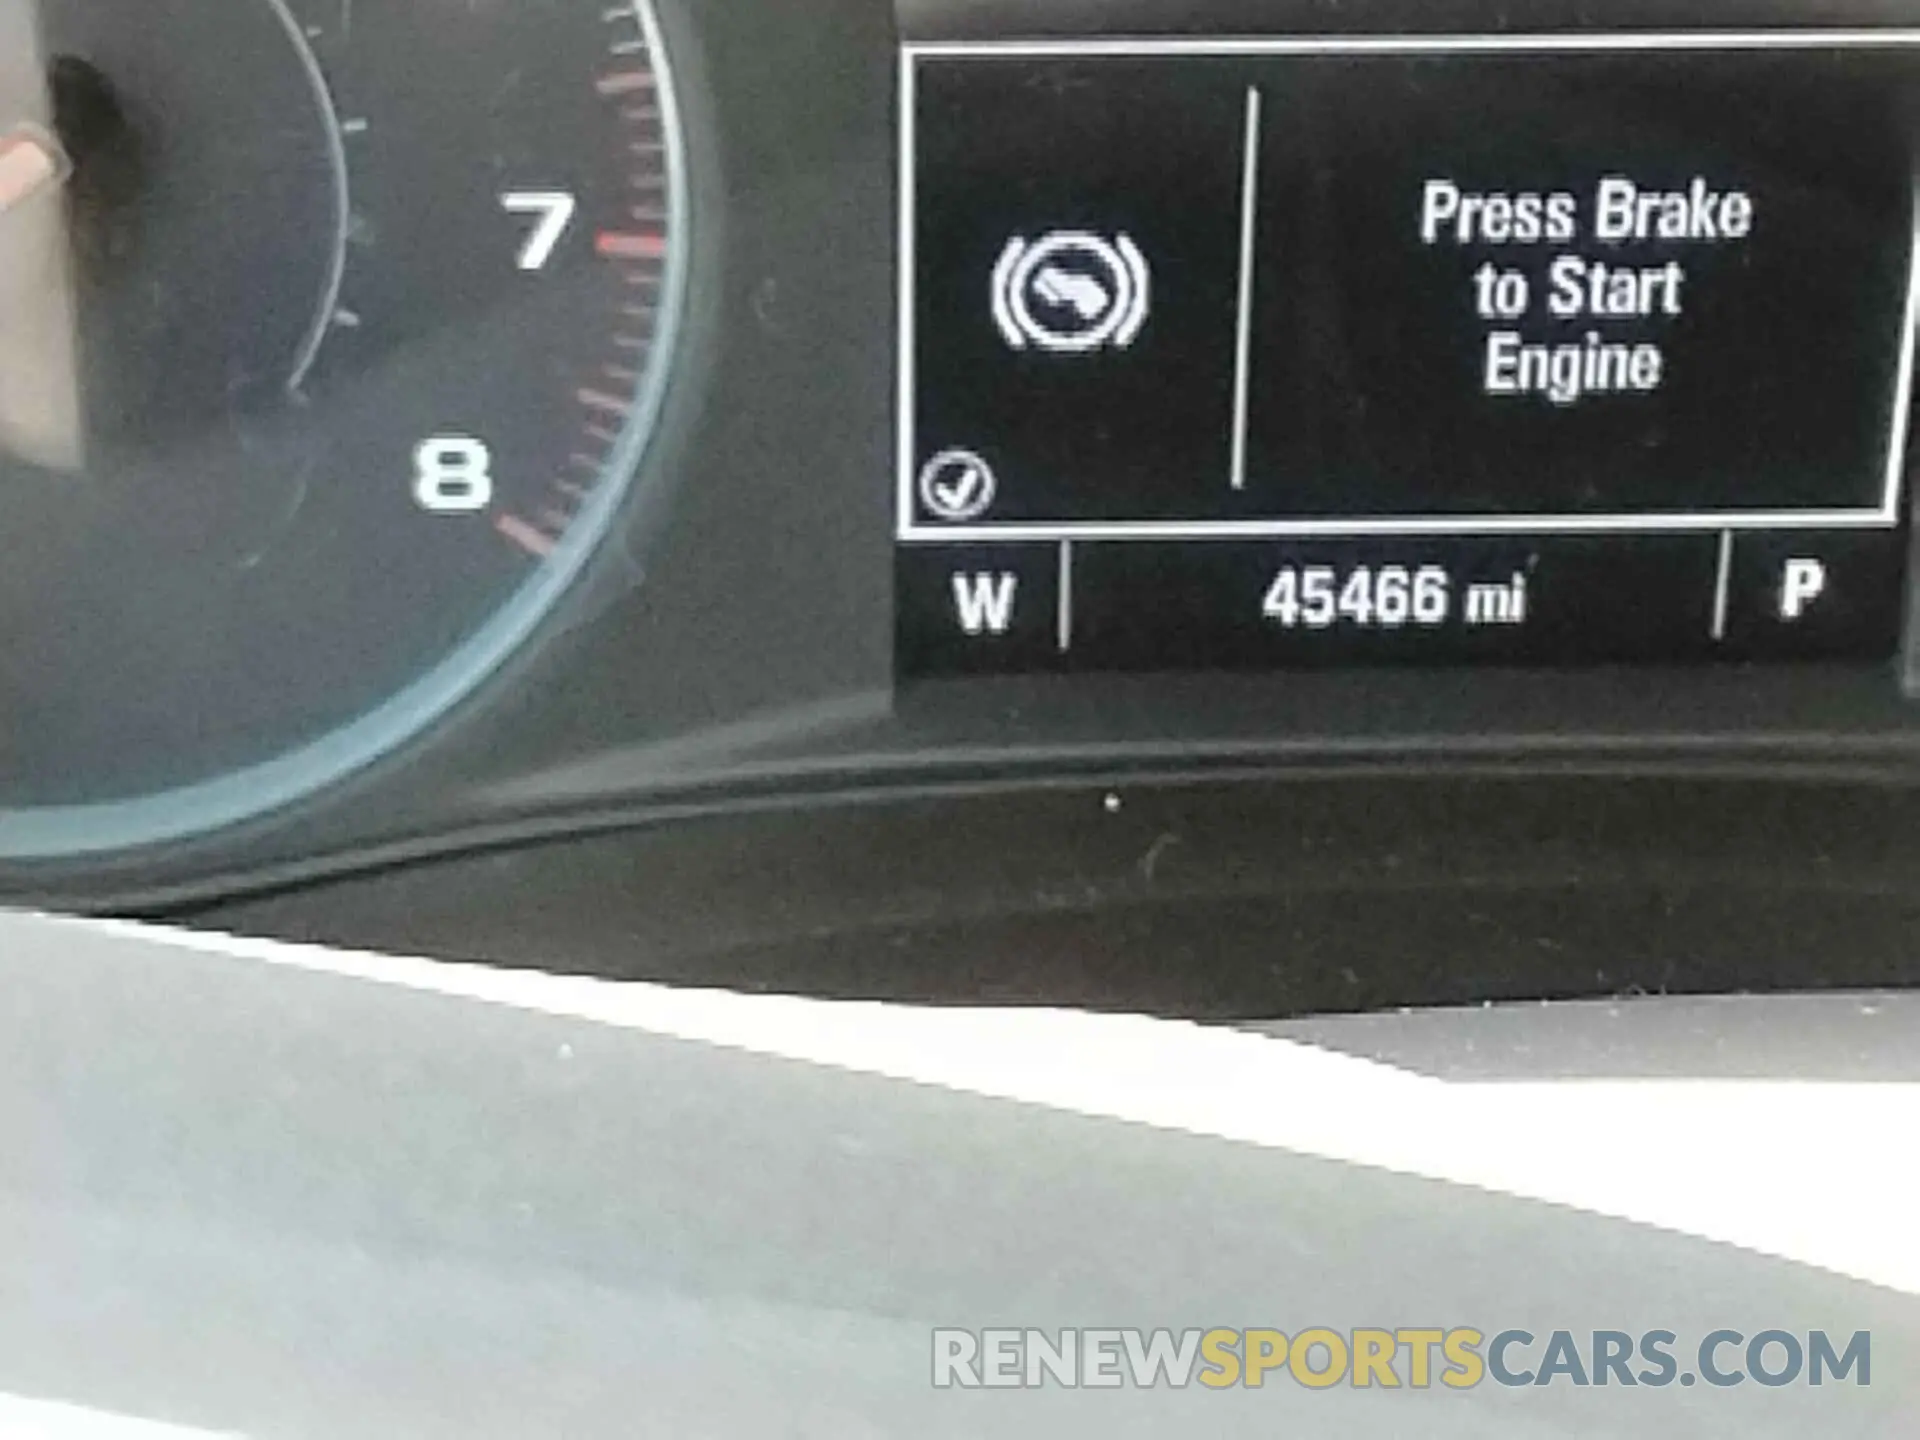 7
8
Press Brake
to Start
Engine
W 45466 mi P
RENEWSPORTSCARS.COM